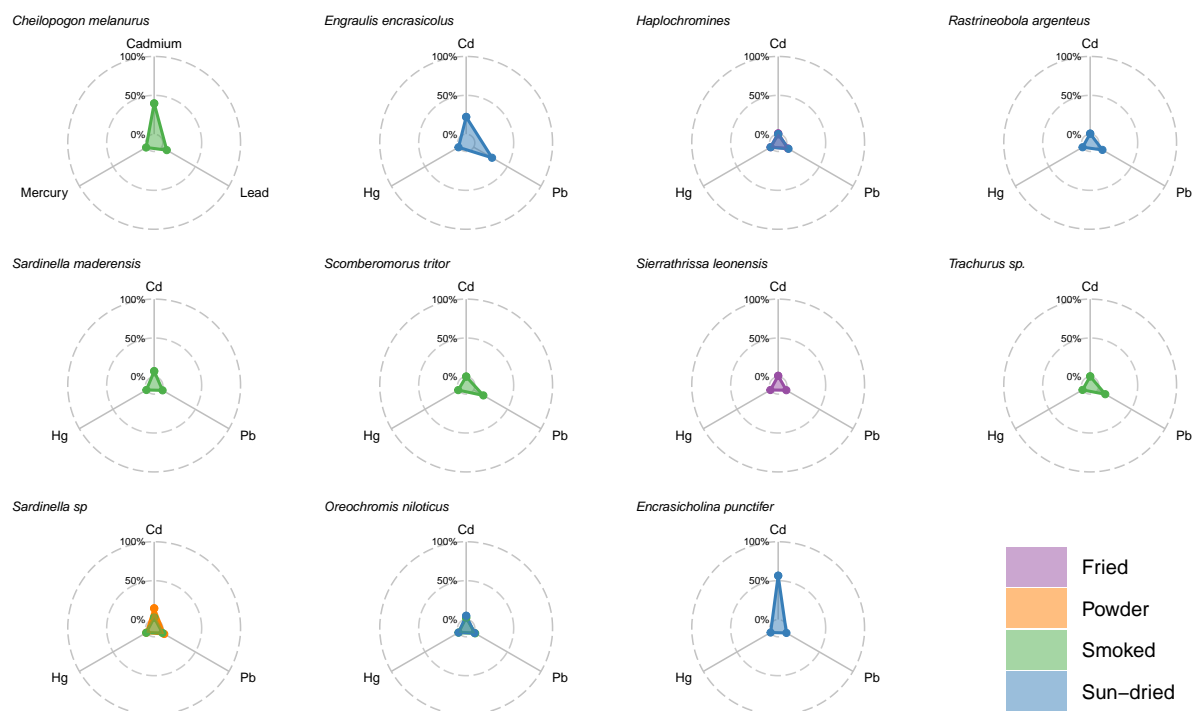 Cheilopogon melanurus
Cadmium
100%
50%
0%
Mercury
Lead
Engraulis encrasicolus
Cd
100%
50%
0%
Hg
Pb
Haplochromines
Cd
100%
50%
0%
Hg
Pb
Rastrineobola argenteus
Cd
100%
50%
0%
Hg
Pb
Sardinella maderensis
Cd
100%
50%
0%
Hg
Pb
Scomberomorus tritor
Cd
100%
50%
0%
Hg
Pb
Sierrathrissa leonensis
Cd
100%
50%
0%
Hg
Pb
Trachurus sp.
Cd
100%
50%
0%
Hg
Pb
Sardinella sp
Cd
100%
50%
0%
Hg
Pb
Oreochromis niloticus
Cd
100%
50%
0%
Hg
Pb
Encrasicholina punctifer
Cd
100%
50%
0%
Hg
Pb
Fried
Powder
Smoked
Sun−dried